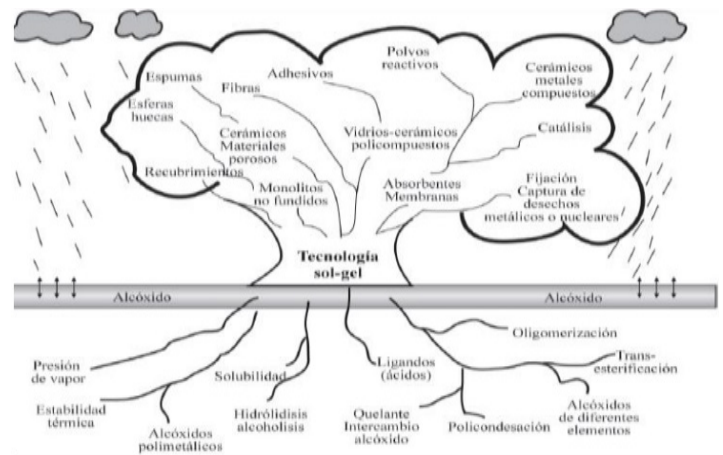 Polvos
reactivos
Cerámicos
metales
compuestos
Espumas
Adhesivos
Fibras
Esferas
huecas
Cerámicos
Materiales
porosos
Vidrios-cerámicos
policompuestos
Catálisis
Recubrimientos
Monolitos
no fundidos
Absorbentes
Membranas
Fijación
Captura de
desechos
metálicos o nucleares
Tecnología
sol-gel
Alcóxido
Alcóxido
Presión
de vapor
Solubilidad
Ligandos
(ácidos)
Oligomerización
Trans-
esterificación
Estabilidad
térmica
Alcóxidos
polimetálicos
Hidrólidisis
alcoholisis
Quelante
Intercambio
alcóxido
Policondesación
Alcóxidos
de diferentes
elementos